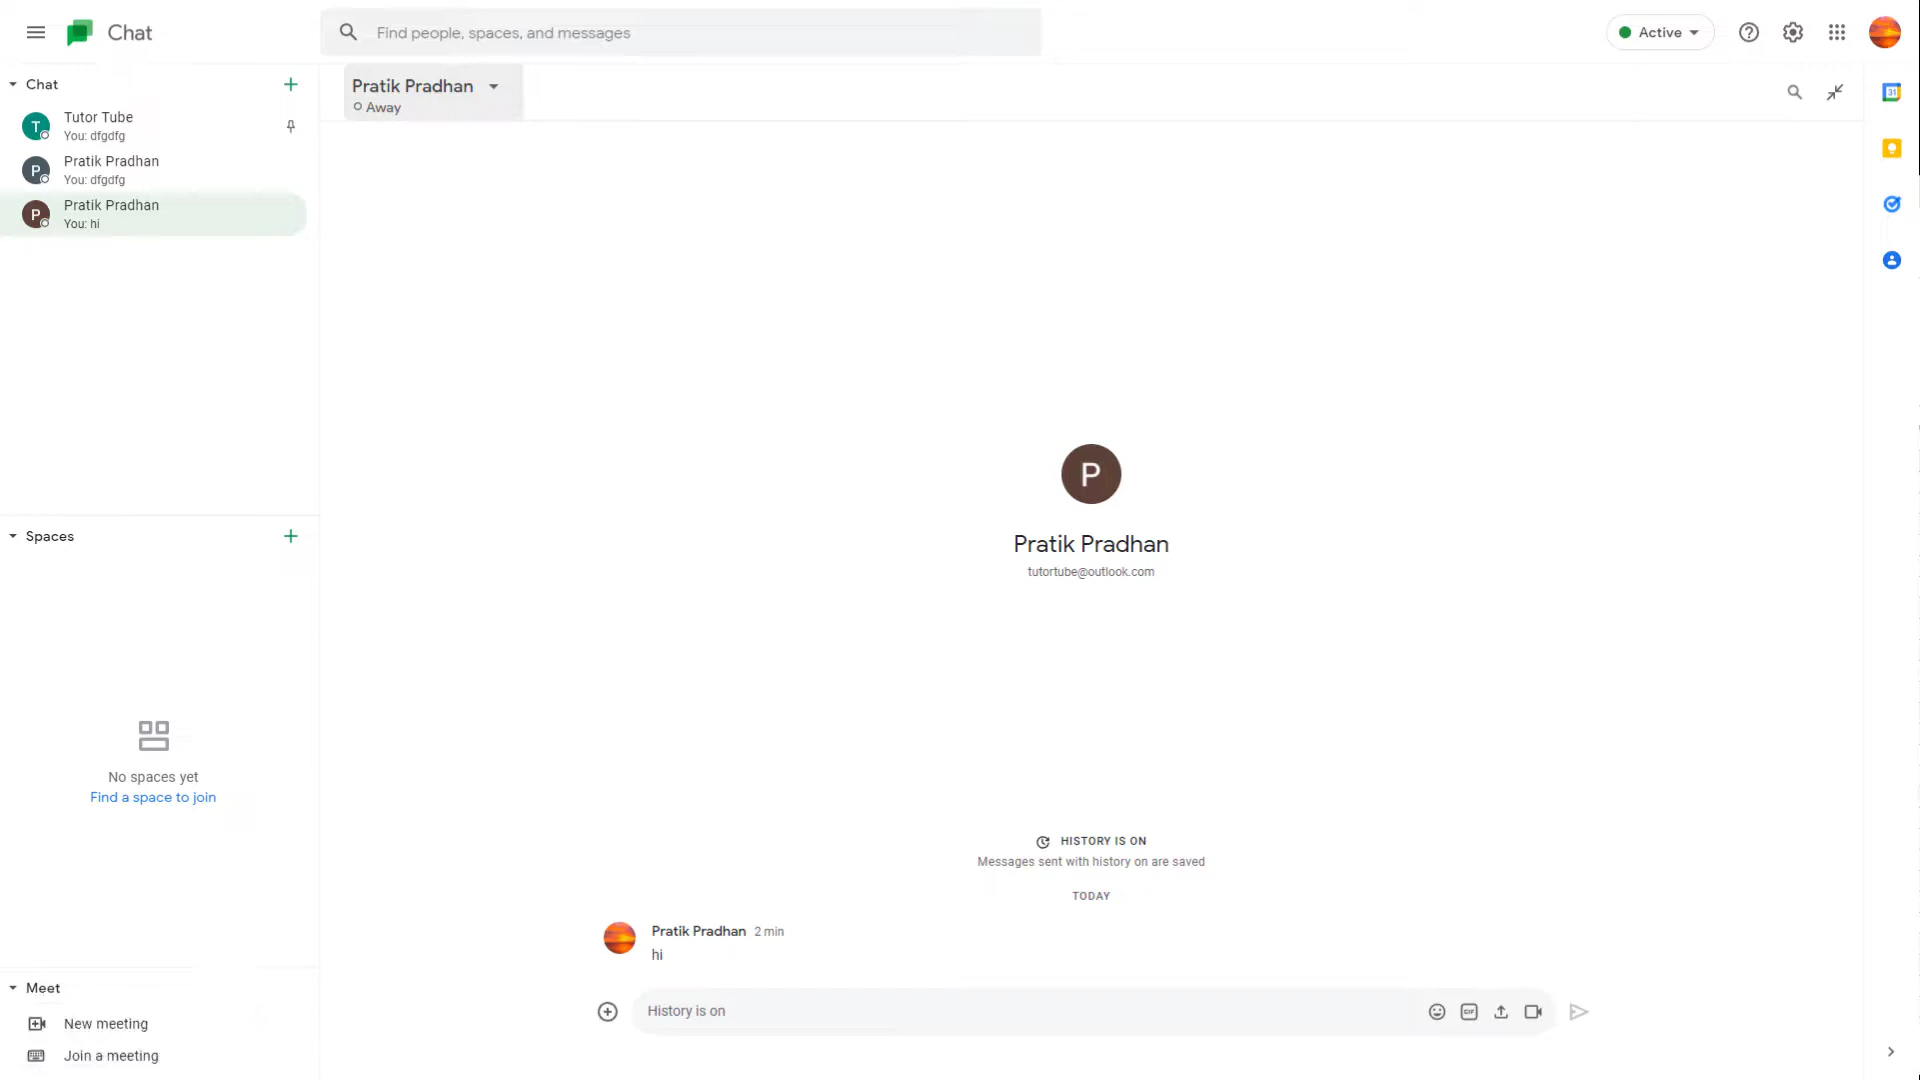 Chat
Find people, spaces, and messages
Active
Chat
T
Tutor Tube
You: dfgdfg
P
Pratik Pradhan
You: dfgdfg
P
Pratik Pradhan
You: hi
Spaces
No spaces yet
Find a space to join
Meet
New meeting
Join a meeting
Pratik Pradhan
Away
P
Pratik Pradhan
tutortube@outlook.com
HISTORY IS ON
Messages sent with history on are saved
TODAY
Pratik Pradhan 2 min
hi
History is on
GIF
31